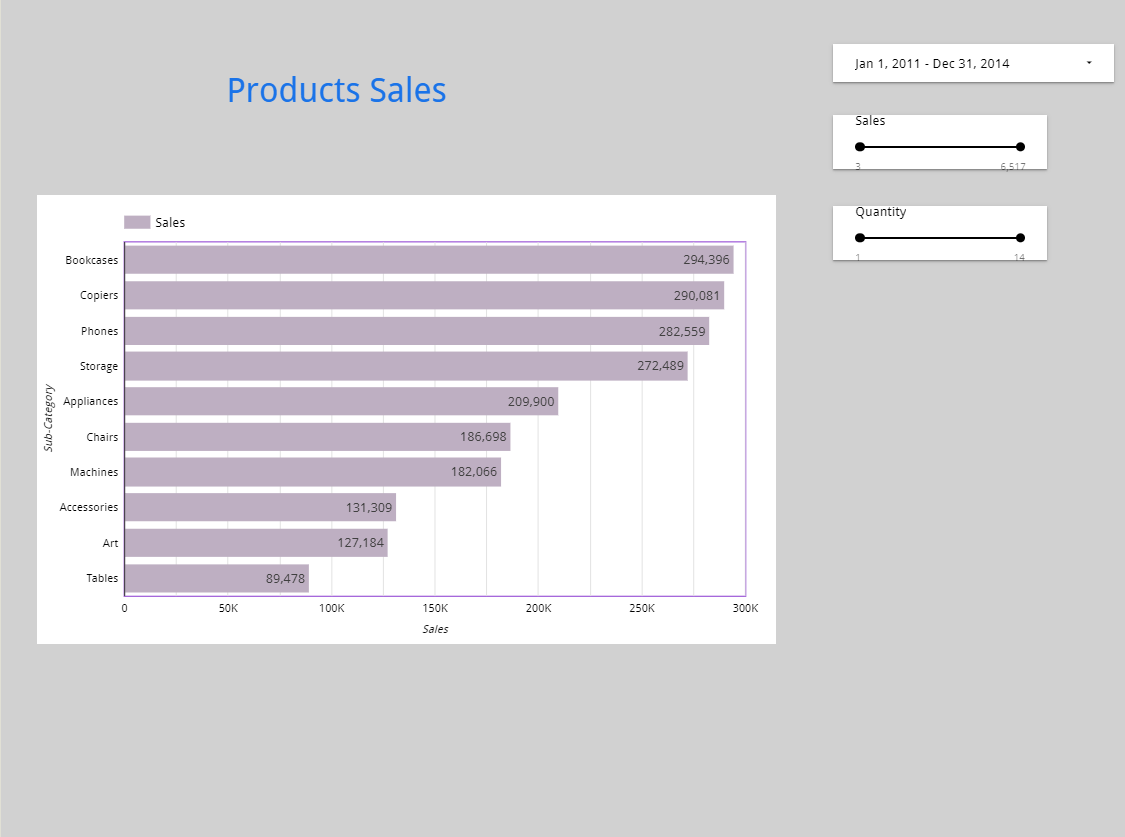 Products Sales
Jan 1, 2011 - Dec 31, 2014
Sales
3 6,517
Quantity
1 14
Sales
Sub-Category
Bookcases 294,396
Copiers 290,081
Phones 282,559
Storage 272,489
Appliances 209,900
Chairs 186,698
Machines 182,066
Accessories 131,309
Art 127,184
Tables 89,478
0 50K 100K 150K 200K 250K 300K
Sales